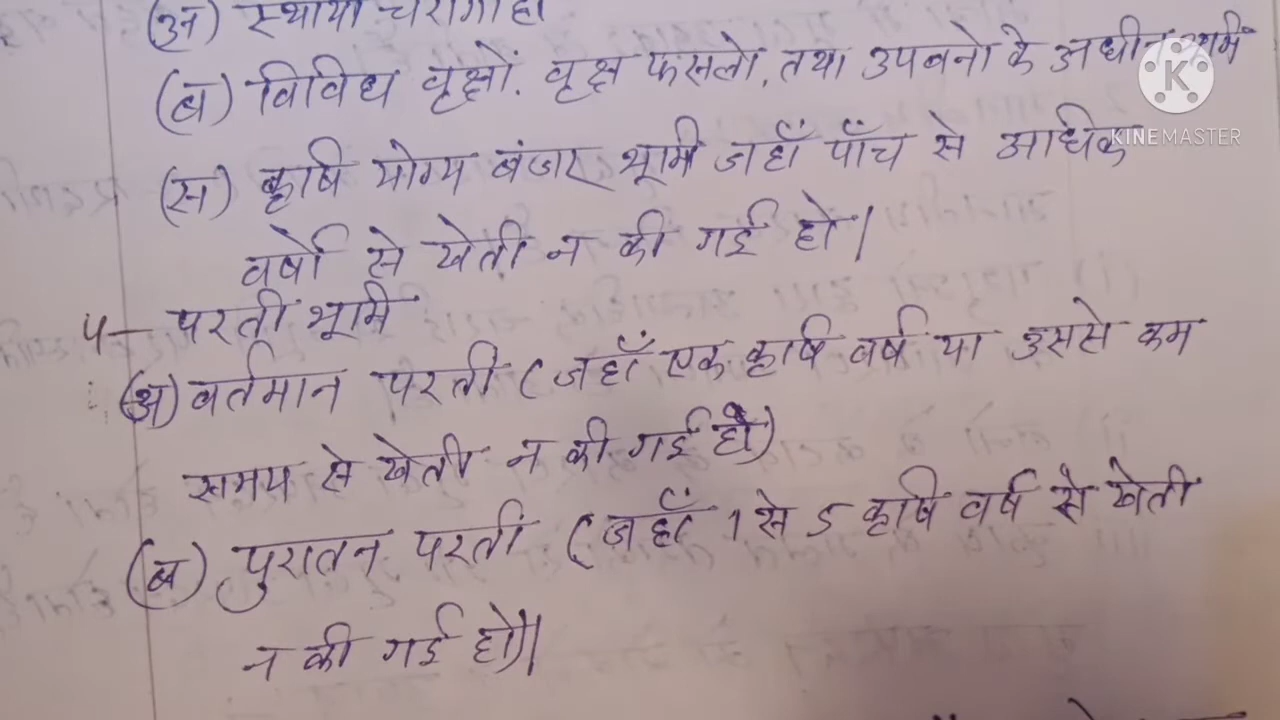 (अ) स्थायी चरागाह।
(ब) विविध वृक्षों, वृक्ष फसलो, तथा उपवनो के अधीन भूमि
(स) कृषि योग्य बंजर भूमि जहाँ पाँच से अधिक
वर्षो से खेती न की गई हो।
4- परती भूमि
(अ) वर्तमान परती (जहाँ एक कृषि वर्ष या उससे कम
समय से खेती न की गई हो)
(ब) पुरातन परती (जहाँ 1 से 5 कृषि वर्ष से खेती
न की गई हो)।
KINEMASTER